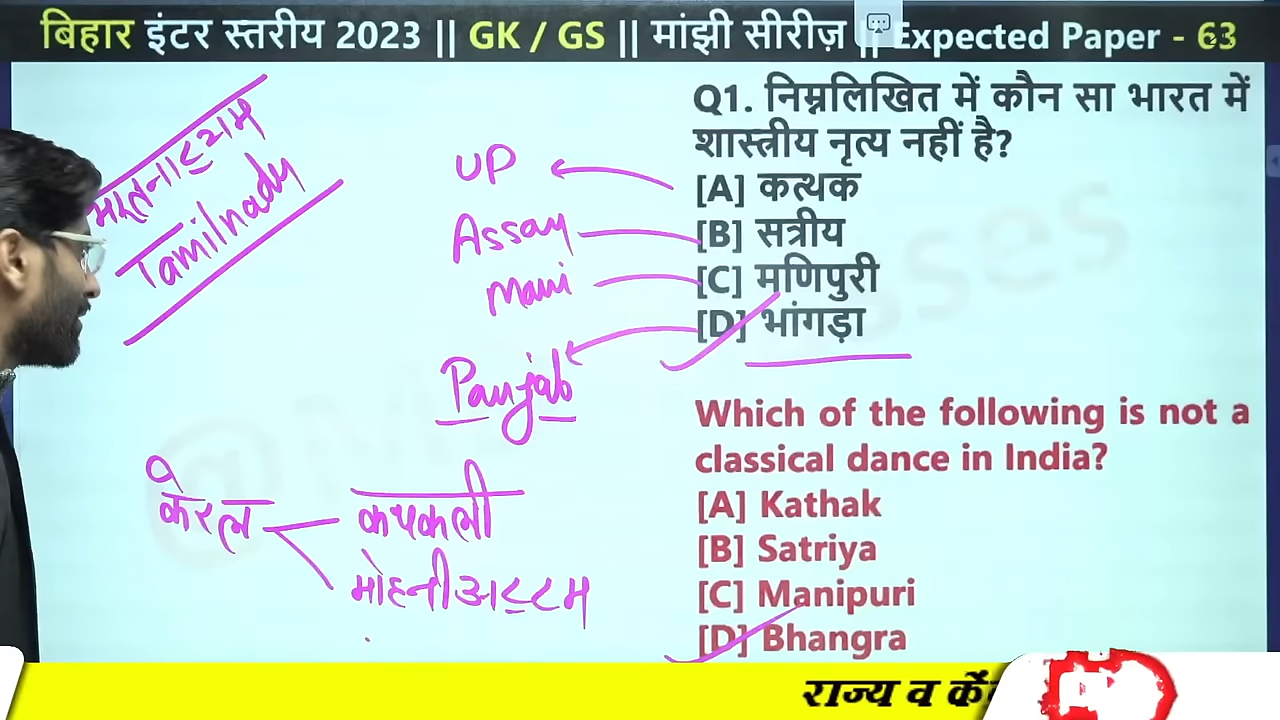 बिहार इंटर स्तरीय 2023 || GK / GS || मांझी सीरीज़ || Expected Paper - 63
Q1. निम्नलिखित में कौन सा भारत में
शास्त्रीय नृत्य नहीं है?
[A] कत्थक
[B] सत्रीय
[C] मणिपुरी
[D] भांगड़ा
Which of the following is not a
classical dance in India?
[A] Kathak
[B] Satriya
[C] Manipuri
[D] Bhangra
Tamilnadu
UP
Assam
Mani
Panjab
केरल
कथकली
मोहनीअट्टम
राज्य व